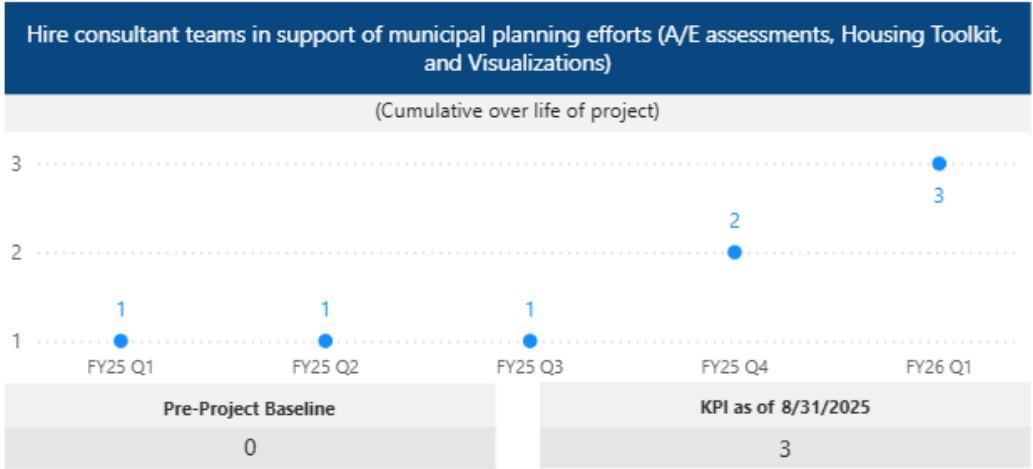 Hire consultant teams in support of municipal planning efforts (A/E assessments, Housing Toolkit,
and Visualizations)
(Cumulative over life of project)
3
3
2
2
1
1
1
1
FY25 Q1
FY25 Q2
FY25 Q3
FY25 Q4
FY26 Q1
Pre-Project Baseline
KPI as of 8/31/2025
0
3